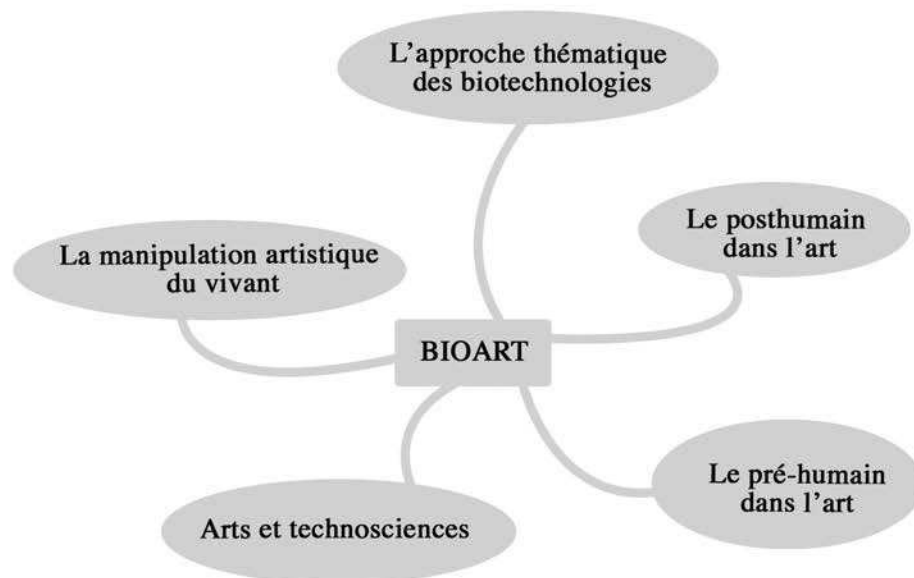 L'approche thématique
des biotechnologies
Le posthumain
dans l'art
La manipulation artistique
du vivant
BIOART
Le pré-humain
dans l'art
Arts et technosciences